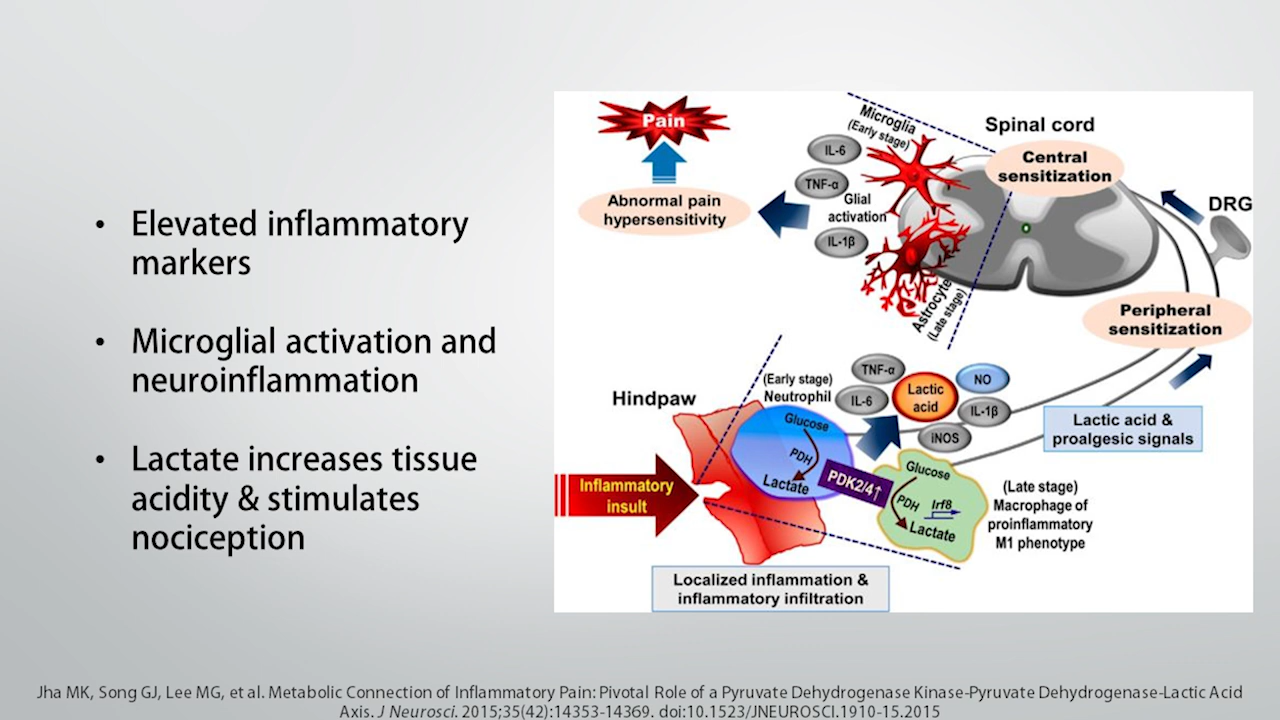 • Elevated inflammatory
markers
• Microglial activation and
neuroinflammation
• Lactate increases tissue
acidity & stimulates
nociception
Pain
Abnormal pain
hypersensitivity
Microglia
(Early stage)
IL-6
TNF-α
Glial
activation
IL-1β
Astrocyte
(Late stage)
Spinal cord
Central
sensitization
DRG
Peripheral
sensitization
Hindpaw
Inflammatory
insult
(Early stage)
Neutrophil
Glucose
PDH
Lactate
PDK2/4↑
TNF-α
IL-6
Lactic
acid
NO
IL-1β
iNOS
Lactic acid &
proalgesic signals
Glucose
PDH
Irf8
Lactate
(Late stage)
Macrophage of
proinflammatory
M1 phenotype
Localized inflammation &
inflammatory infiltration
Jha MK, Song GJ, Lee MG, et al. Metabolic Connection of Inflammatory Pain: Pivotal Role of a Pyruvate Dehydrogenase Kinase-Pyruvate Dehydrogenase-Lactic Acid
Axis. J Neurosci. 2015;35(42):14353-14369. doi:10.1523/JNEUROSCI.1910-15.2015